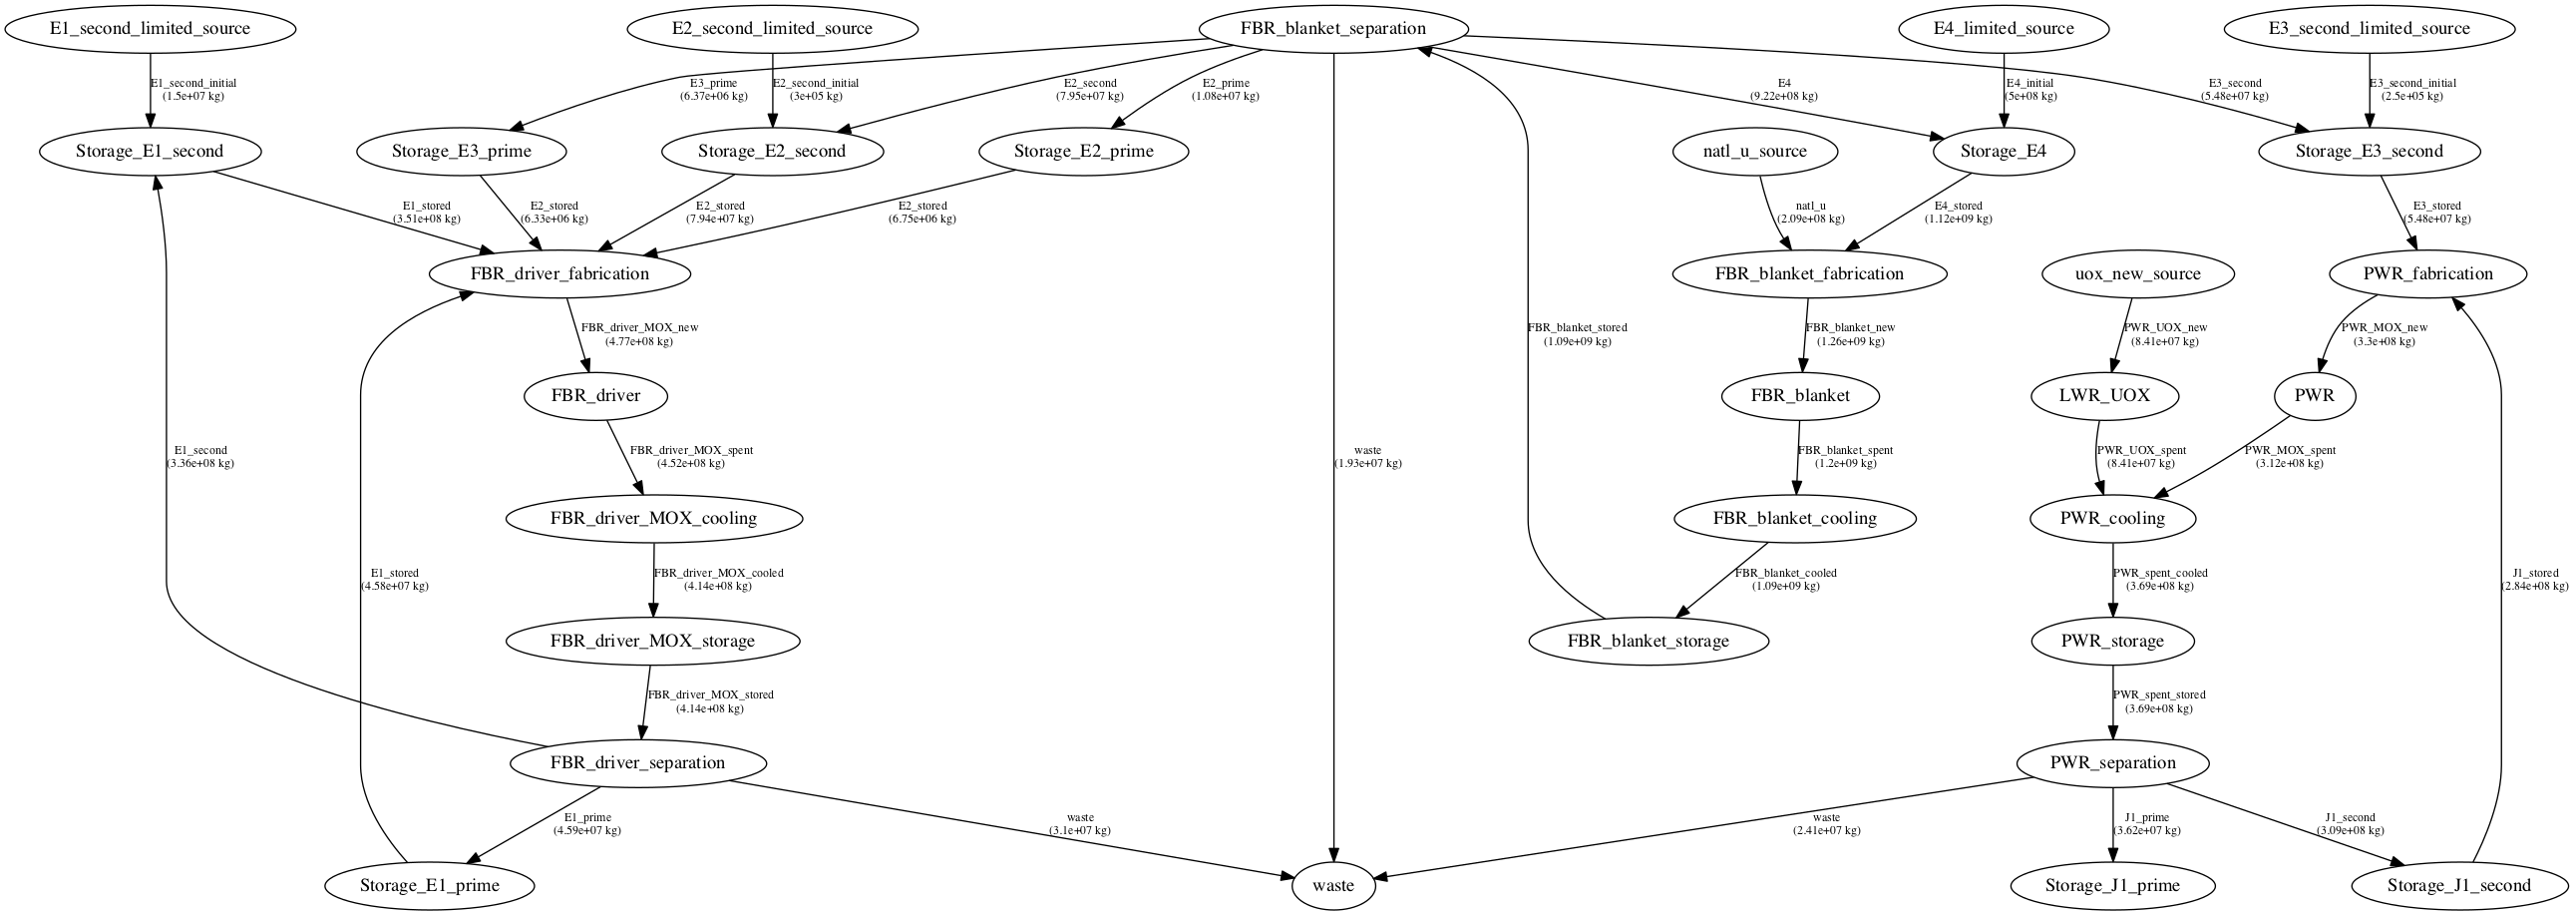 E1_second_limited_source
E2_second_limited_source
FBR_blanket_separation
E4_limited_source
E3_second_limited_source
E1_second_initial
(1.5e+07 kg)
E3_prime
(6.37e+06 kg)
E2_second_initial
(3e+05 kg)
E2_second
(7.95e+07 kg)
E2_prime
(1.08e+07 kg)
E4
(9.22e+08 kg)
E4_initial
(5e+08 kg)
E3_second
(5.48e+07 kg)
E3_second_initial
(2.5e+05 kg)
Storage_E1_second
Storage_E3_prime
Storage_E2_second
Storage_E2_prime
natl_u_source
Storage_E4
Storage_E3_second
E1_stored
(3.51e+08 kg)
E2_stored
(6.33e+06 kg)
E2_stored
(7.94e+07 kg)
E2_stored
(6.75e+06 kg)
natl_u
(2.09e+08 kg)
E4_stored
(1.12e+09 kg)
E3_stored
(5.48e+07 kg)
FBR_driver_fabrication
FBR_blanket_fabrication
uox_new_source
PWR_fabrication
FBR_driver_MOX_new
(4.77e+08 kg)
FBR_blanket_stored
(1.09e+09 kg)
FBR_blanket_new
(1.26e+09 kg)
PWR_UOX_new
(8.41e+07 kg)
PWR_MOX_new
(3.3e+08 kg)
FBR_driver
FBR_blanket
LWR_UOX
PWR
E1_second
(3.36e+08 kg)
FBR_driver_MOX_spent
(4.52e+08 kg)
waste
(1.93e+07 kg)
FBR_blanket_spent
(1.2e+09 kg)
PWR_UOX_spent
(8.41e+07 kg)
PWR_MOX_spent
(3.12e+08 kg)
FBR_driver_MOX_cooling
FBR_blanket_cooling
PWR_cooling
E1_stored
(4.58e+07 kg)
FBR_driver_MOX_cooled
(4.14e+08 kg)
FBR_blanket_cooled
(1.09e+09 kg)
PWR_spent_cooled
(3.69e+08 kg)
J1_stored
(2.84e+08 kg)
FBR_driver_MOX_storage
FBR_blanket_storage
PWR_storage
FBR_driver_MOX_stored
(4.14e+08 kg)
PWR_spent_stored
(3.69e+08 kg)
FBR_driver_separation
PWR_separation
E1_prime
(4.59e+07 kg)
waste
(3.1e+07 kg)
waste
(2.41e+07 kg)
J1_prime
(3.62e+07 kg)
J1_second
(3.09e+08 kg)
Storage_E1_prime
waste
Storage_J1_prime
Storage_J1_second